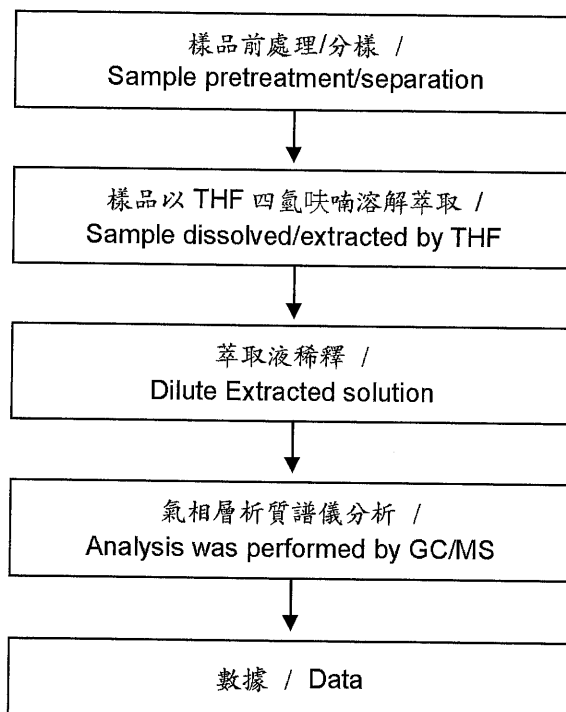 樣品前處理/分樣 /
Sample pretreatment/separation
樣品以 THF 四氫呋喃溶解萃取 /
Sample dissolved/extracted by THF
萃取液稀釋 /
Dilute Extracted solution
氣相層析質譜儀分析 /
Analysis was performed by GC/MS
數據 / Data